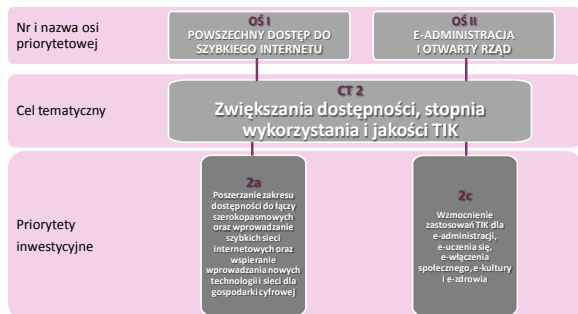 Nr i nazwa osi
priorytetowej
OŚ I
POWSZECHNY DOSTĘP DO
SZYBKIEGO INTERNETU
OŚ II
E-ADMINISTRACJA
I OTWARTY RZĄD
Cel tematyczny
CT 2
Zwiększania dostępności, stopnia
wykorzystania i jakości TIK
Priorytety
inwestycyjne
2a
Poszerzanie zakresu
dostępności do łączy
szerokopasmowych
oraz wprowadzanie
szybkich sieci
internetowych oraz
wspieranie
wprowadzania nowych
technologii i sieci dla
gospodarki cyfrowej
2c
Wzmocnienie
zastosowań TIK dla
e-administracji,
e-uczenia się,
e-włączenia
społecznego, e-kultury
i e-zdrowia